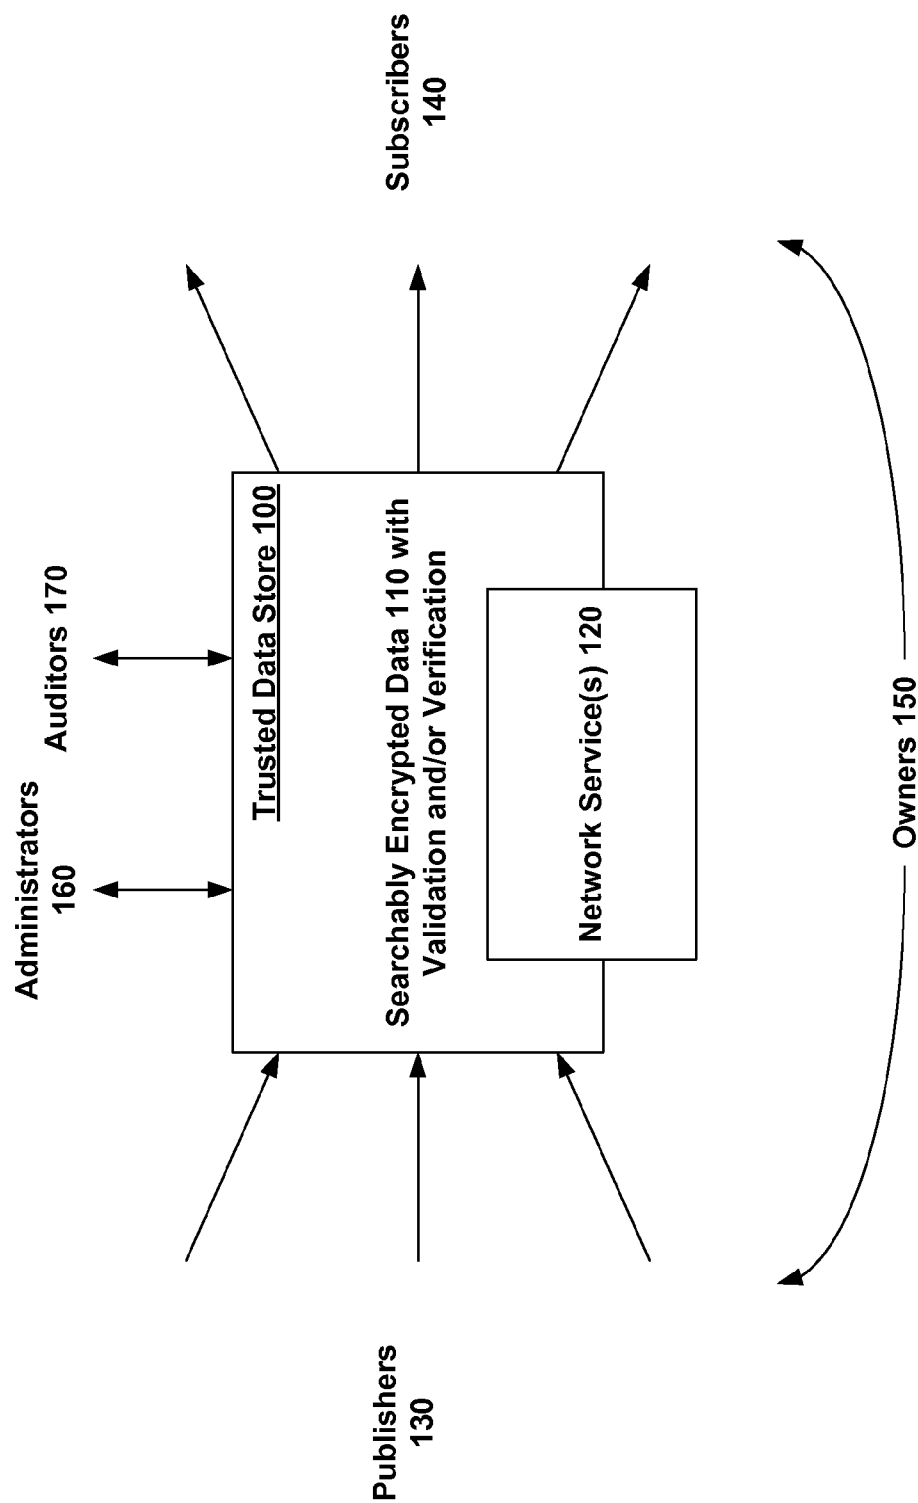 Administrators
160
Auditors 170
Trusted Data Store 100
Searchably Encrypted Data 110 with
Validation and/or Verification
Network Service(s) 120
Publishers
130
Subscribers
140
Owners 150